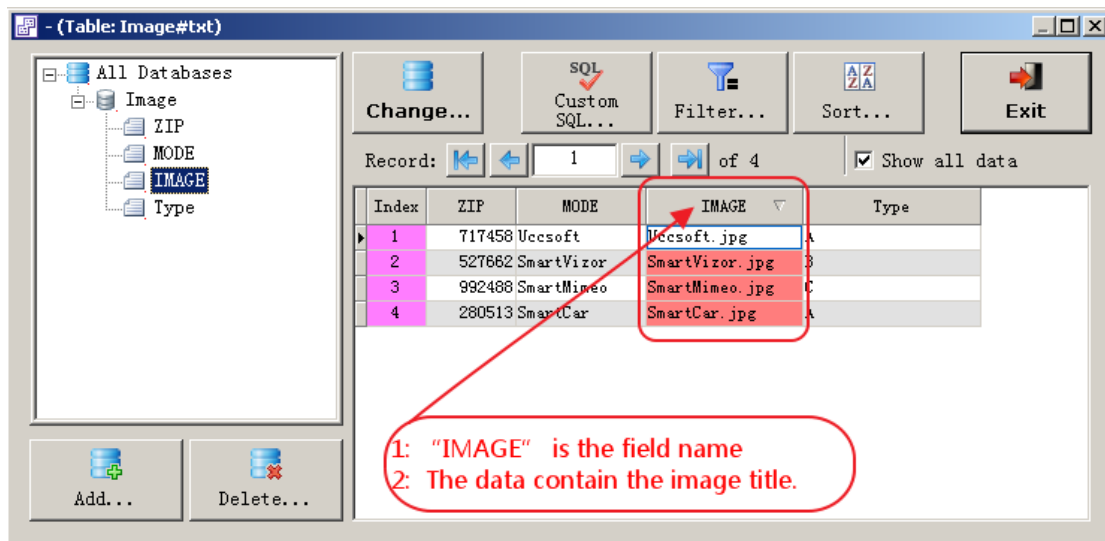 - (Table: Image#txt)
All Databases
Image
ZIP
MODE
IMAGE
Type
Add...
Delete...
Change...
SQL
Custom
SQL...
Filter...
A Z
Z A
Sort...
Exit
Record: 1 of 4 Show all data
Index ZIP MODE IMAGE Type
1 717458 Uccsoft Uccsoft.jpg A
2 527662 SmartVizor SmartVizor.jpg B
3 992488 SmartMimeo SmartMimeo.jpg C
4 280513 SmartCar SmartCar.jpg A
1: “IMAGE” is the field name
2: The data contain the image title.